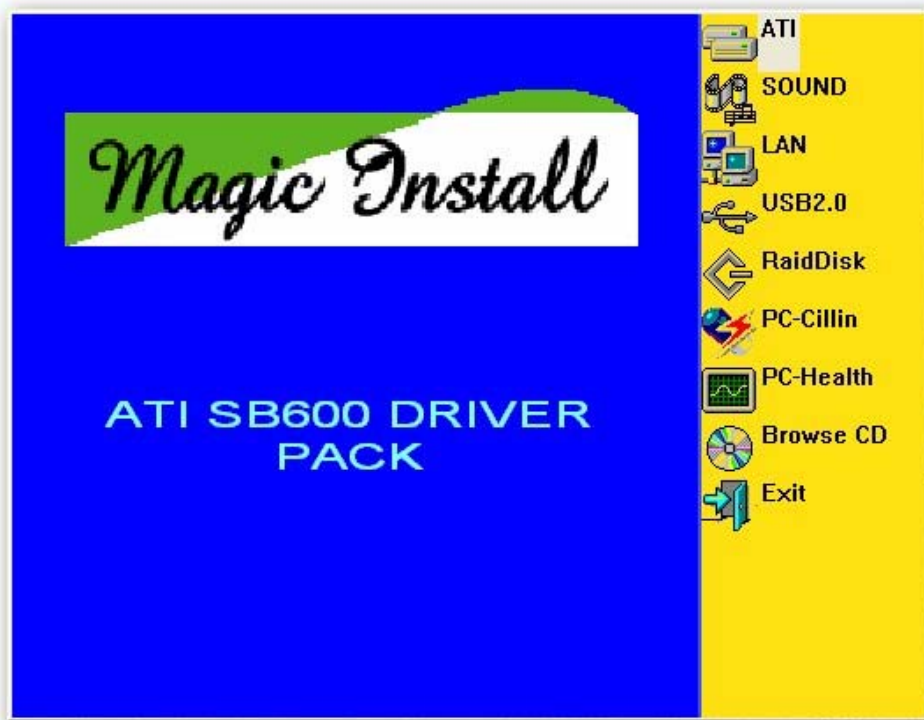 Magic Install
ATI SB600 DRIVER
PACK
ATI
SOUND
LAN
USB2.0
RaidDisk
PC-Cillin
PC-Health
Browse CD
Exit